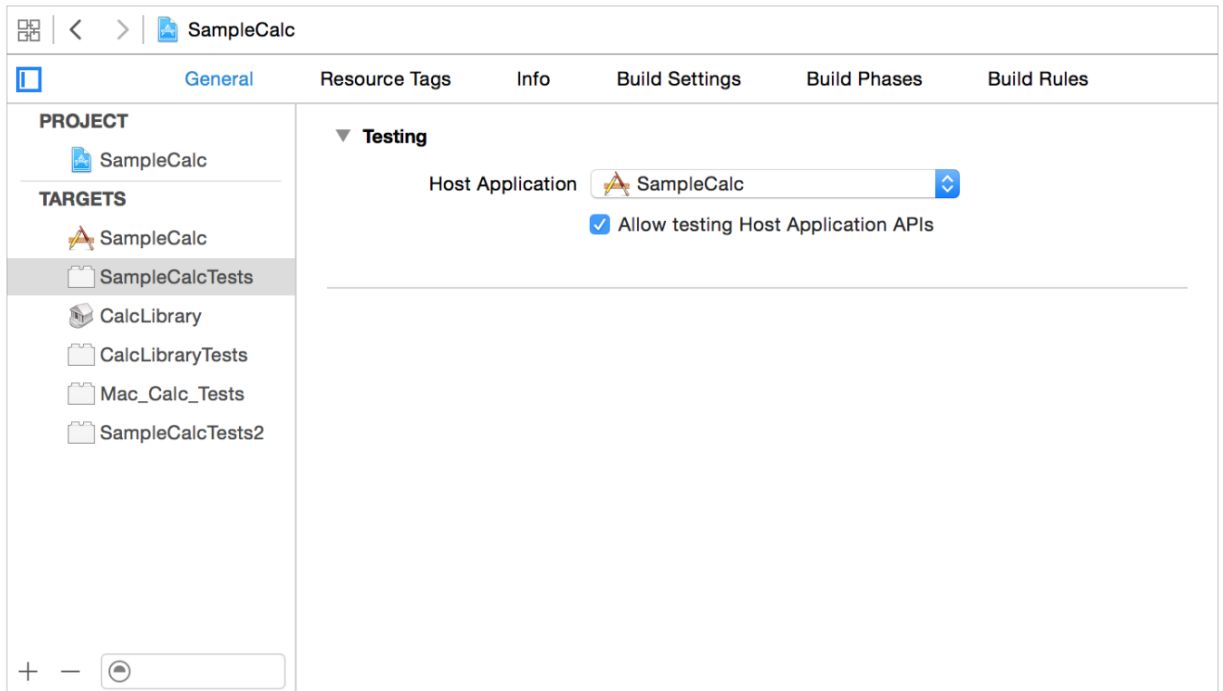 SampleCalc
General Resource Tags Info Build Settings Build Phases Build Rules
PROJECT
SampleCalc
TARGETS
SampleCalc
SampleCalcTests
CalcLibrary
CalcLibraryTests
Mac_Calc_Tests
SampleCalcTests2
Testing
Host Application SampleCalc
Allow testing Host Application APIs